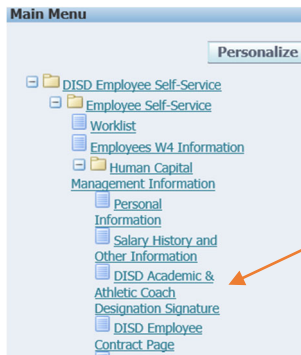 Main Menu
Personalize
DISD Employee Self-Service
Employee Self-Service
Worklist
Employees W4 Information
Human Capital
Management Information
Personal
Information
Salary History and
Other Information
DISD Academic &
Athletic Coach
Designation Signature
DISD Employee
Contract Page